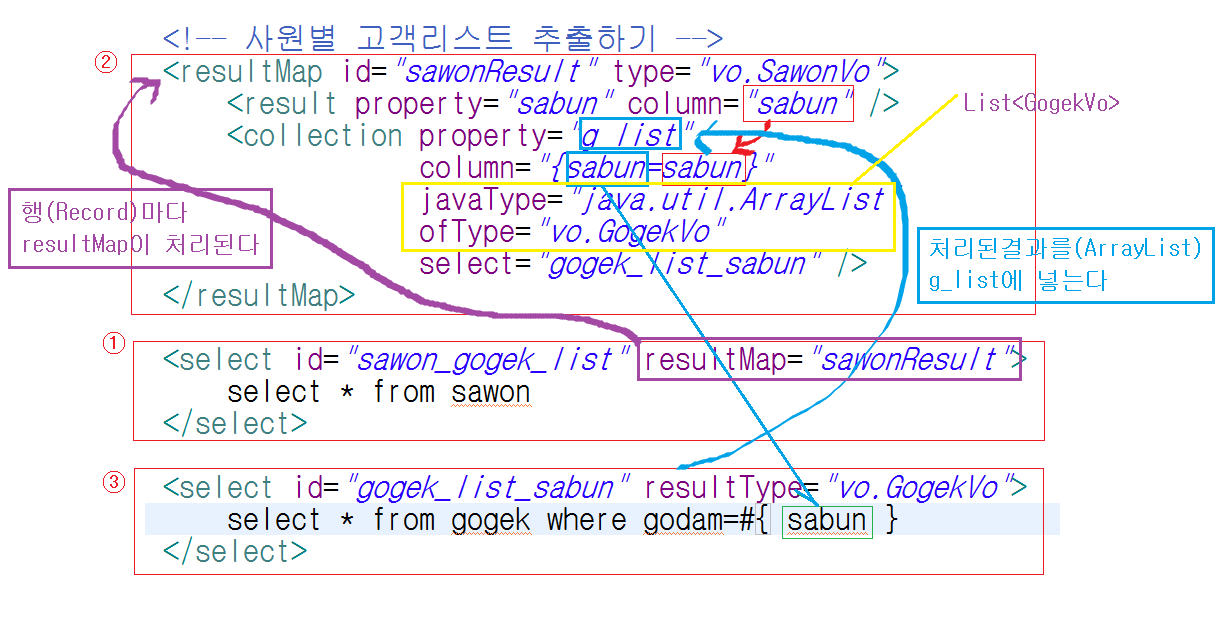 <!-- 사원별 고객리스트 추출하기 -->
②
<resultMap id="sawonResult" type="vo.SawonVo">
<result property="sabun" column="sabun" />
List<GogekVo>
<collection property="g_list"
column="{sabun=sabun}"
javaType="java.util.ArrayList
ofType="vo.GogekVo"
select="gogek_list_sabun" />
</resultMap>
행(Record)마다
resultMap이 처리된다
처리된결과를(ArrayList)
g_list에 넣는다
①
<select id="sawon_gogek_list" resultMap="sawonResult">
select * from sawon
</select>
③
<select id="gogek_list_sabun" resultType="vo.GogekVo">
select * from gogek where godam=#{ sabun }
</select>